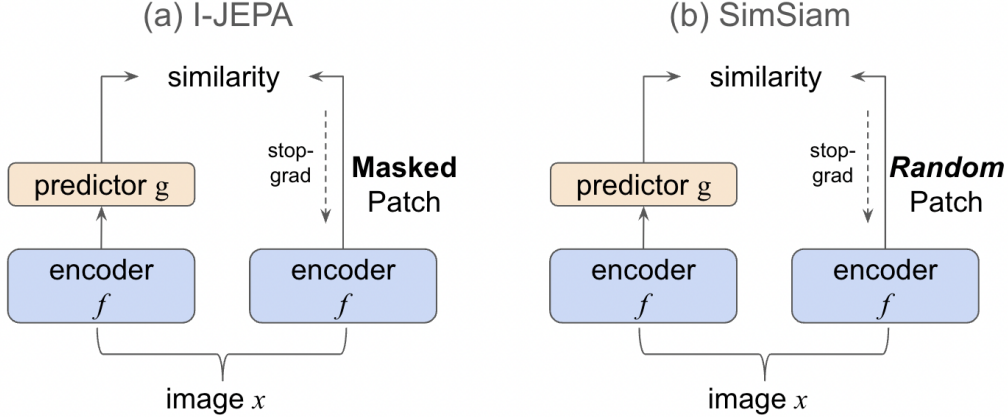 (a) I-JEPA
similarity
stop-
grad
Masked
Patch
predictor g
encoder
f
encoder
f
image x
(b) SimSiam
similarity
stop-
grad
Random
Patch
predictor g
encoder
f
encoder
f
image x